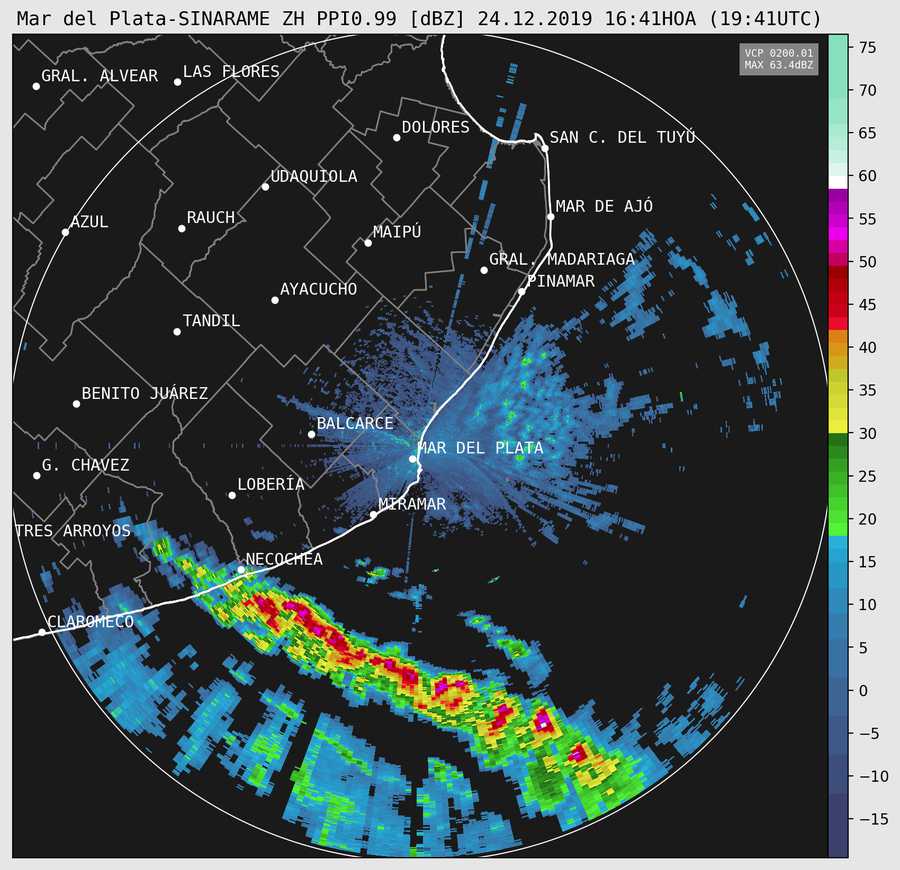 Mar del Plata-SINARAME ZH PPI0.99 [dBZ] 24.12.2019 16:41HOA (19:41UTC)
VCP 0200.01
MAX 63.4dBZ
GRAL. ALVEAR
LAS FLORES
DOLORES
SAN C. DEL TUYÚ
UDAQUIOLA
MAR DE AJÓ
AZUL
RAUCH
MAIPÚ
GRAL. MADARIAGA
PINAMAR
AYACUCHO
TANDIL
BENITO JUÁREZ
BALCARCE
MAR DEL PLATA
G. CHAVEZ
LOBERÍA
MIRAMAR
TRES ARROYOS
NECOCHEA
CLAROMECO
75
70
65
60
55
50
45
40
35
30
25
20
15
10
5
0
−5
−10
−15